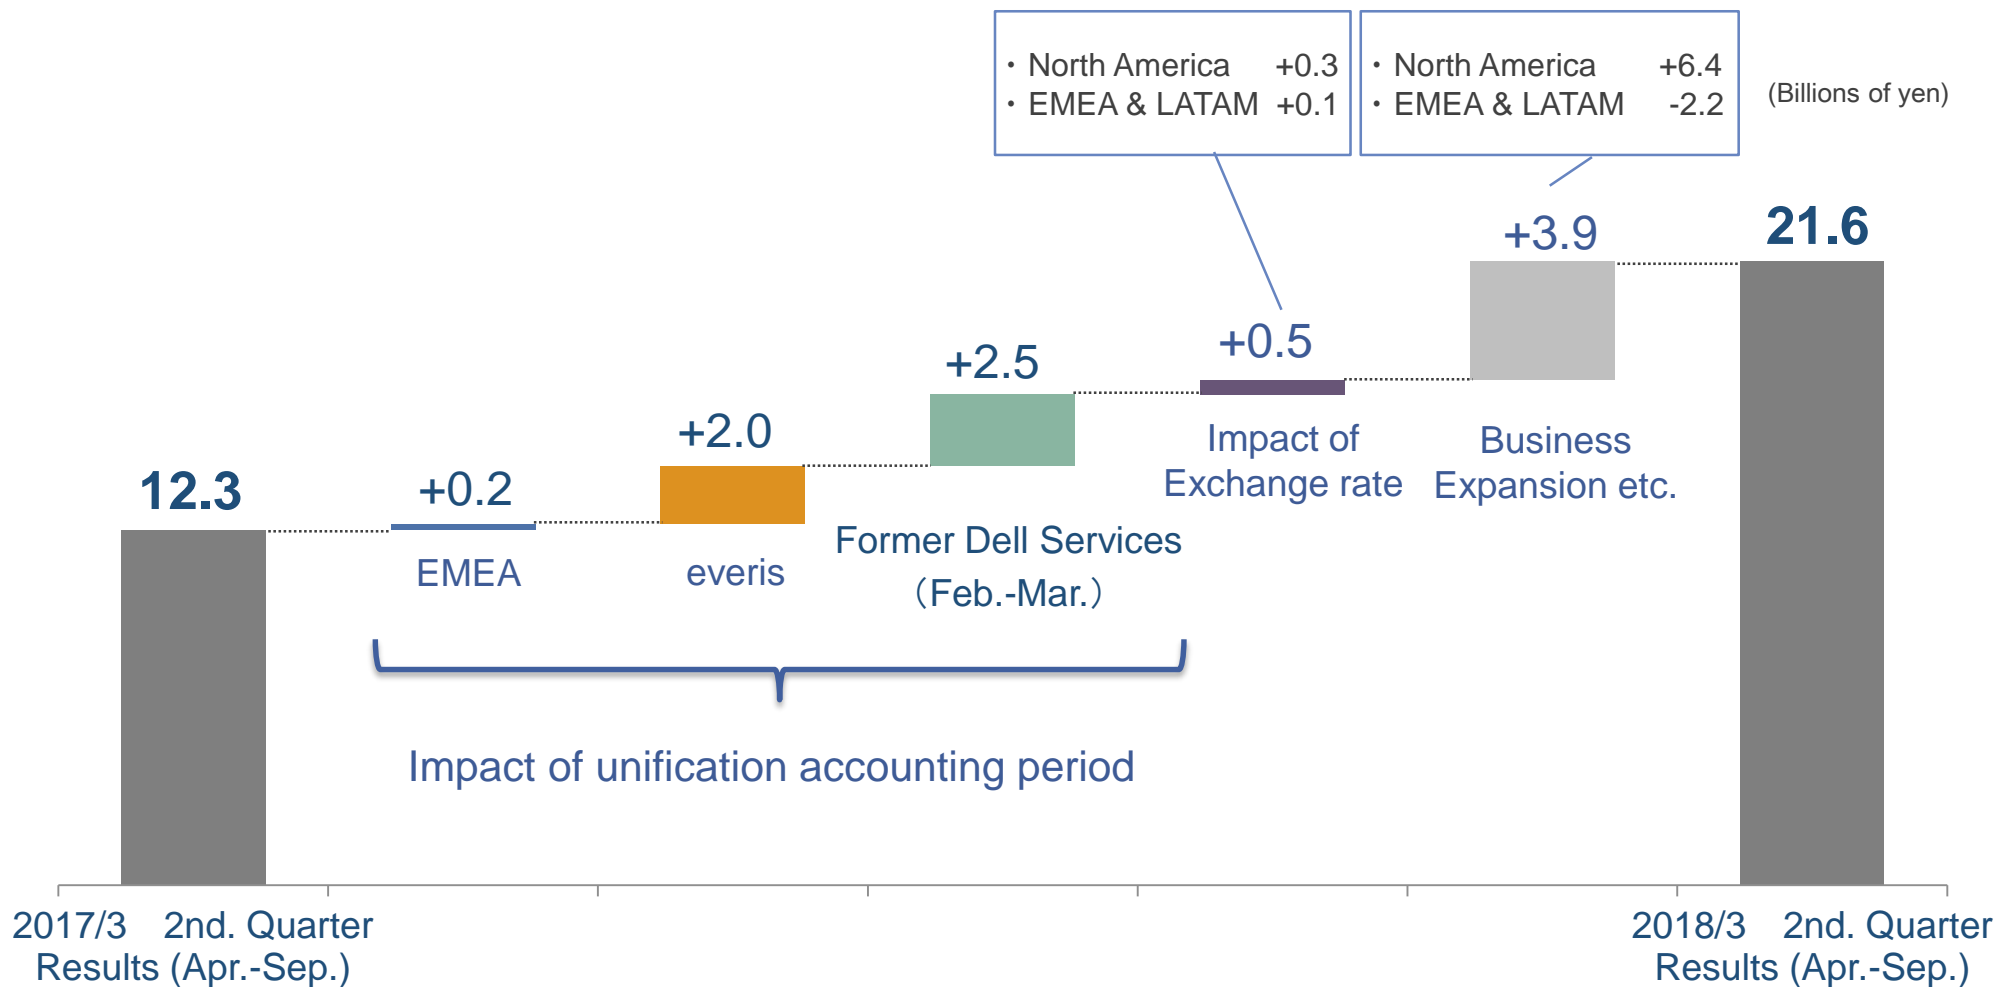 ・North America +0.3
・EMEA & LATAM +0.1
・North America +6.4
・EMEA & LATAM -2.2
(Billions of yen)
12.3
+0.2
+2.0
+2.5
+0.5
+3.9
21.6
EMEA
everis
Former Dell Services
（Feb.-Mar.）
Impact of
Exchange rate
Business
Expansion etc.
Impact of unification accounting period
2017/3 2nd. Quarter
Results (Apr.-Sep.)
2018/3 2nd. Quarter
Results (Apr.-Sep.)